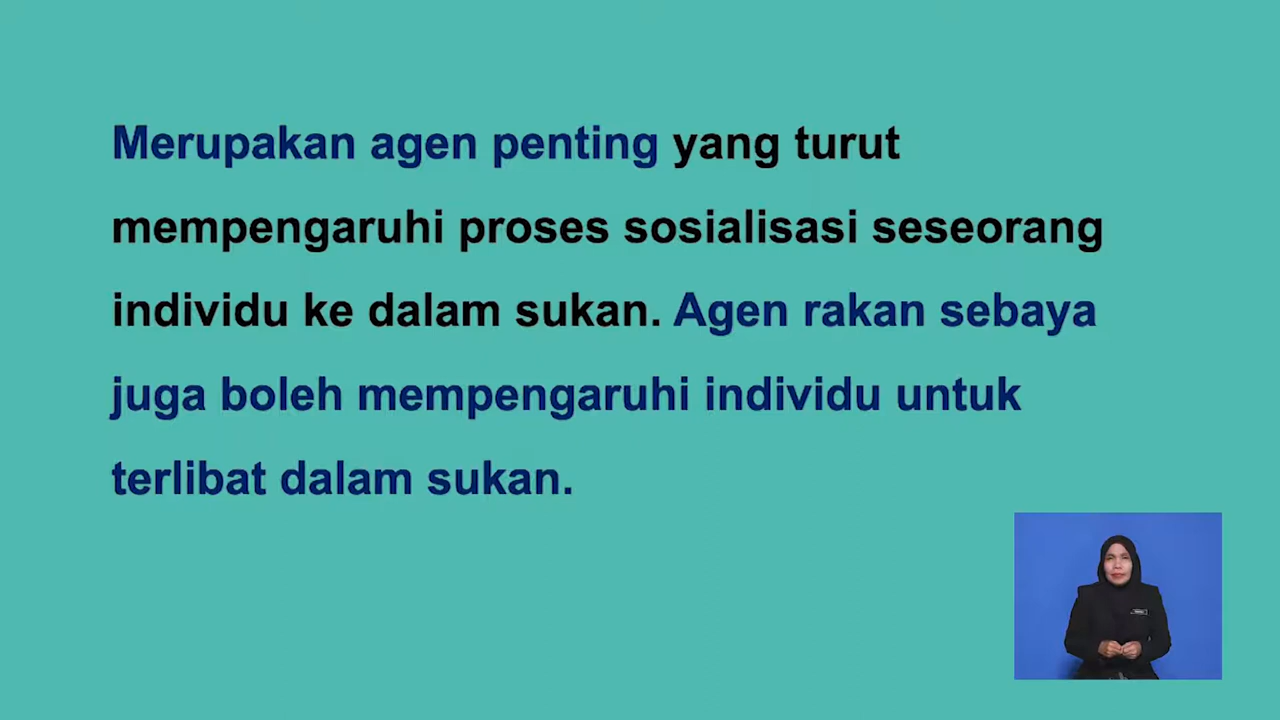 Merupakan agen penting yang turut
mempengaruhi proses sosialisasi seseorang
individu ke dalam sukan. Agen rakan sebaya
juga boleh mempengaruhi individu untuk
terlibat dalam sukan.